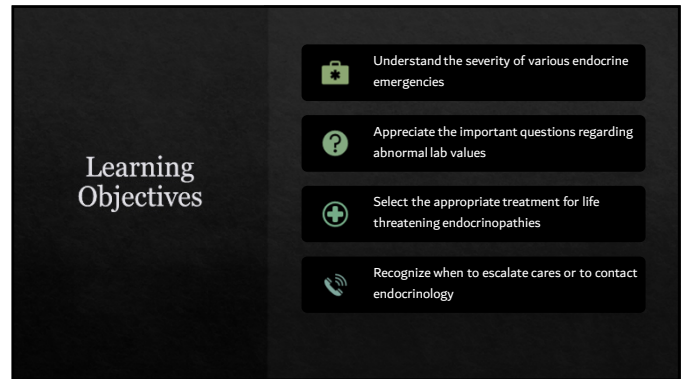 Learning
Objectives
Understand the severity of various endocrine
emergencies
Appreciate the important questions regarding
abnormal lab values
Select the appropriate treatment for life
threatening endocrinopathies
Recognize when to escalate cares or to contact
endocrinology